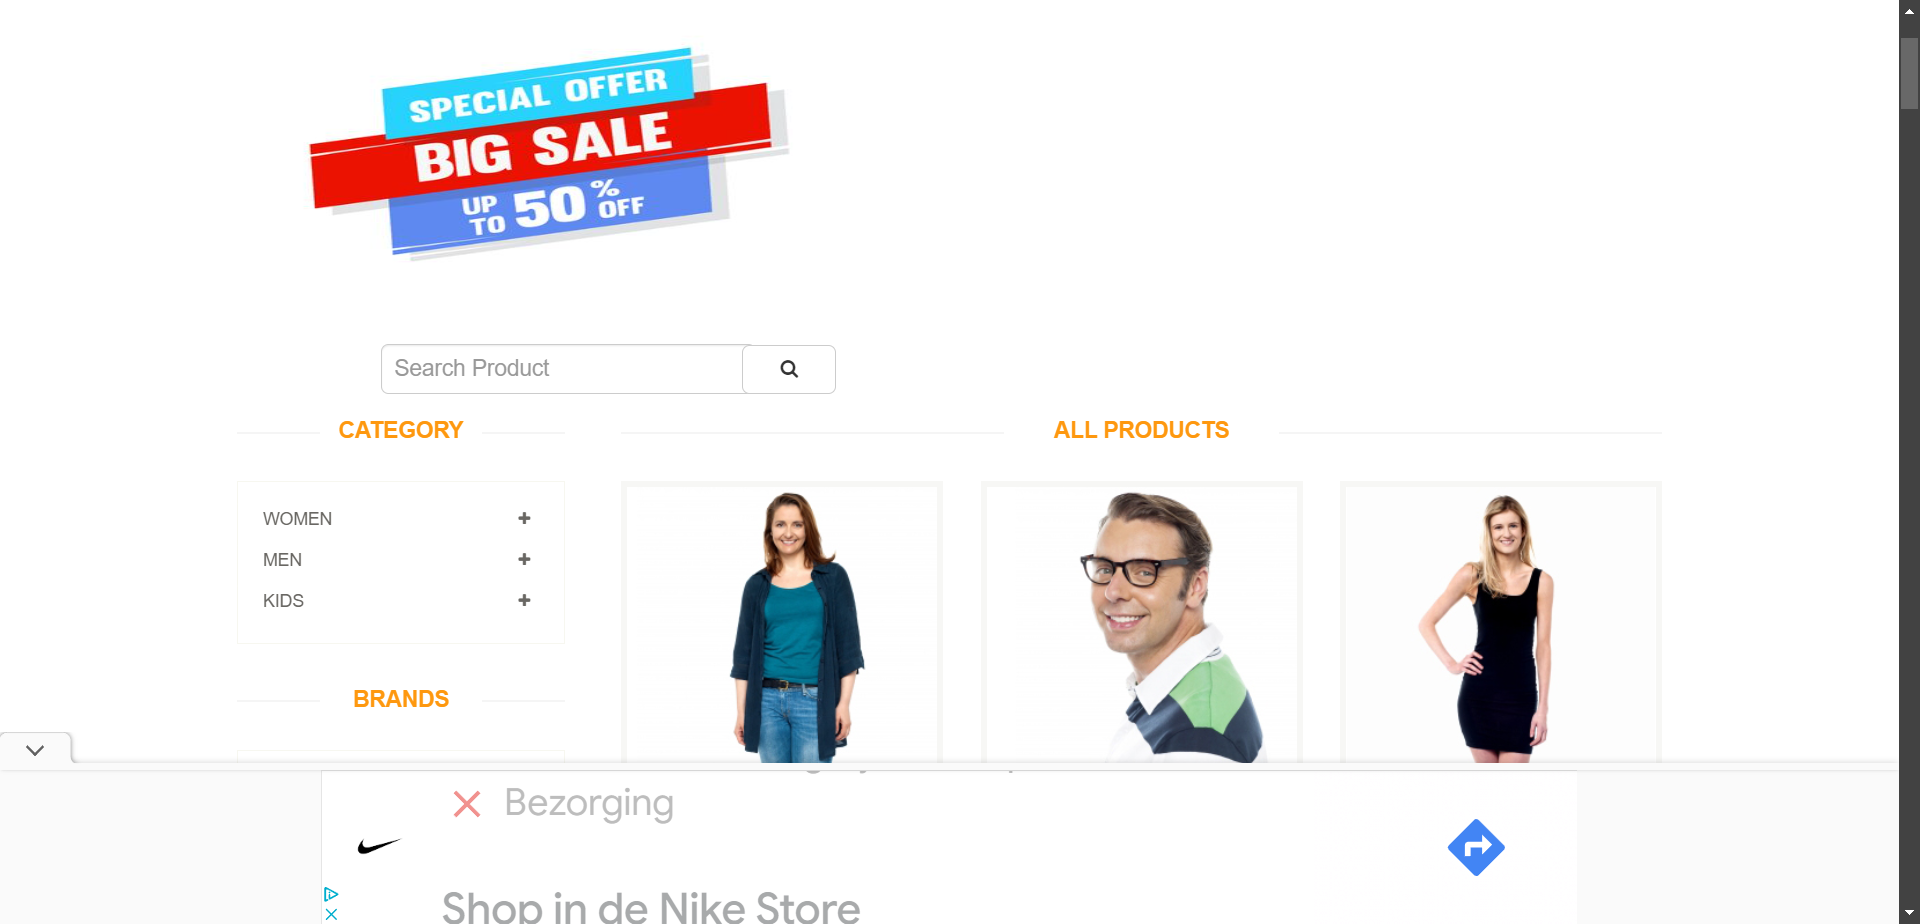 SPECIAL OFFER
BIG SALE
UP TO 50% OFF
Search Product
CATEGORY
ALL PRODUCTS
WOMEN
MEN
KIDS
BRANDS
Bezorging
Shop in de Nike Store